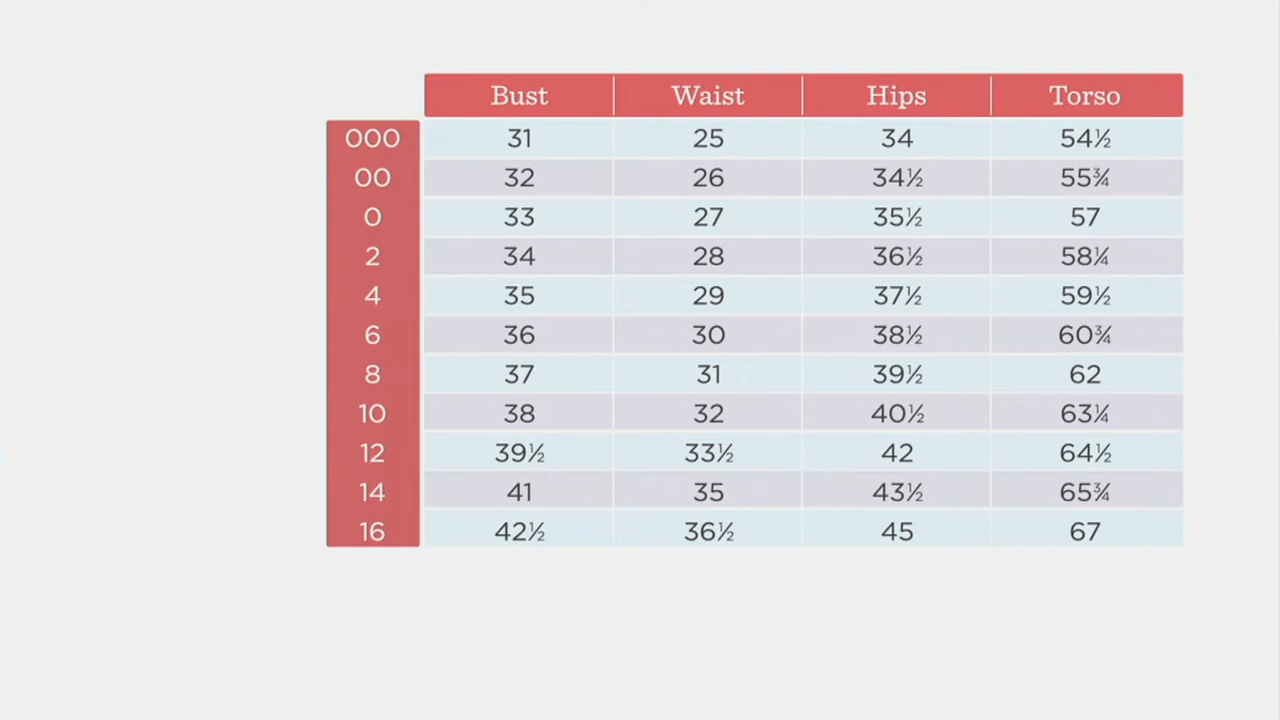 Bust Waist Hips Torso
000 31 25 34 54½
00 32 26 34½ 55¾
0 33 27 35½ 57
2 34 28 36½ 58¼
4 35 29 37½ 59½
6 36 30 38½ 60¾
8 37 31 39½ 62
10 38 32 40½ 63¼
12 39½ 33½ 42 64½
14 41 35 43½ 65¾
16 42½ 36½ 45 67